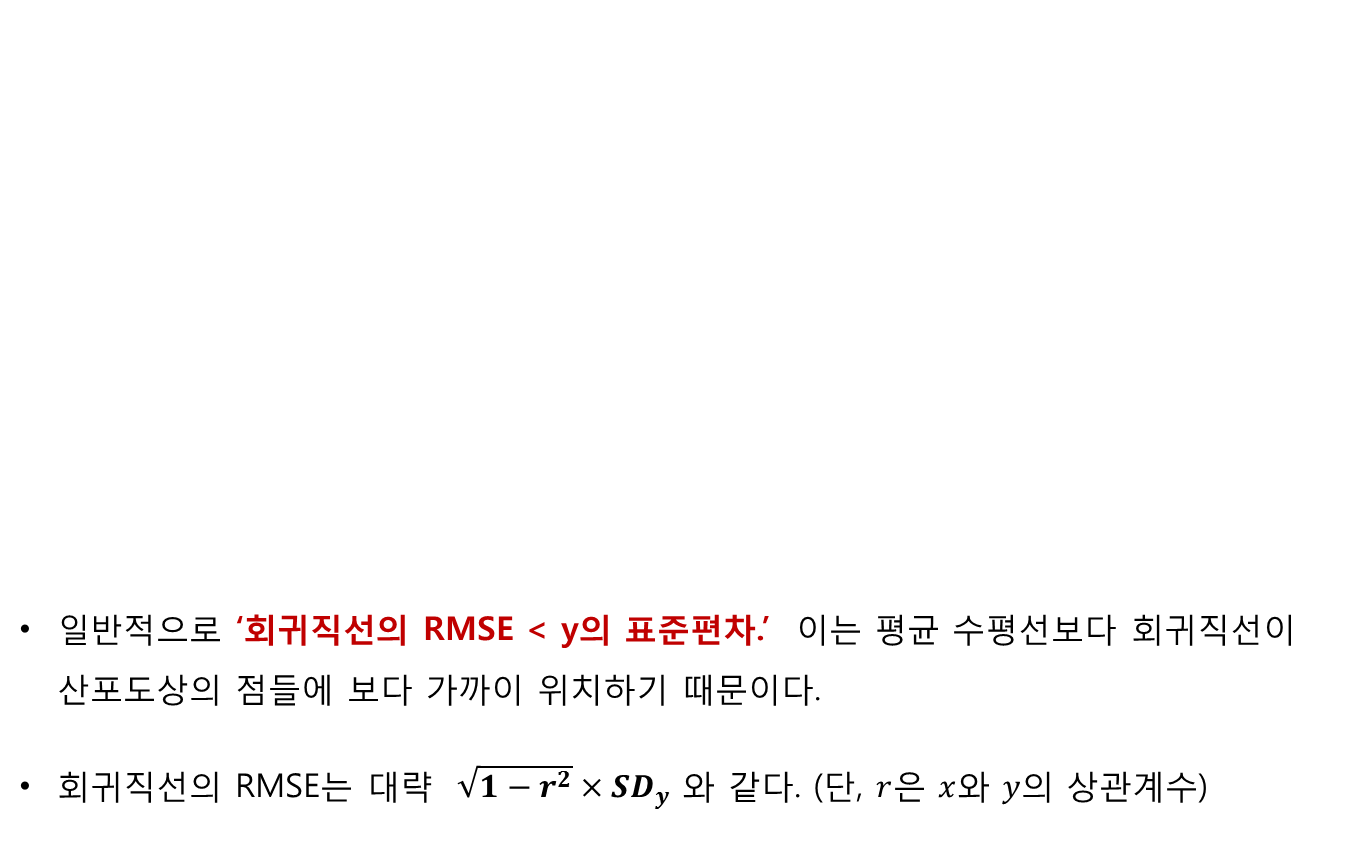 • 일반적으로 ‘회귀직선의 RMSE < y의 표준편차.’ 이는 평균 수평선보다 회귀직선이
산포도상의 점들에 보다 가까이 위치하기 때문이다.
• 회귀직선의 RMSE는 대략 √(1 − r²) × SD_y 와 같다. (단, r은 x와 y의 상관계수)